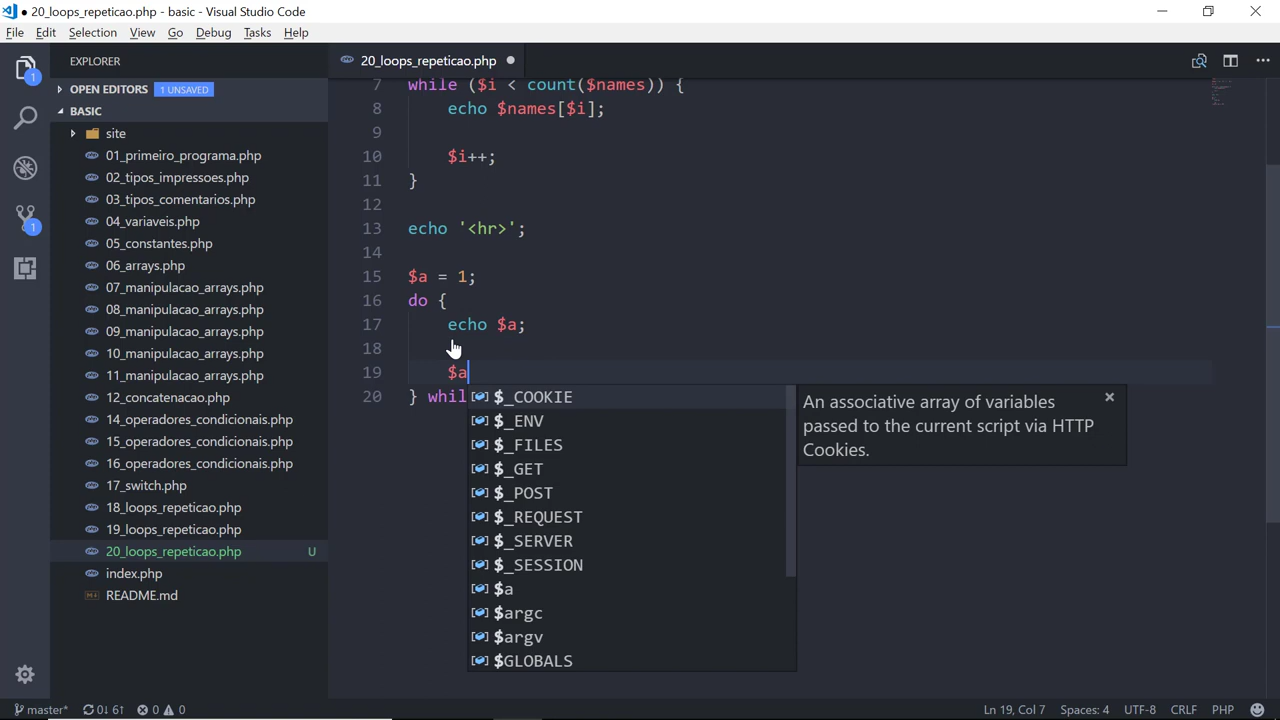 20_loops_repeticao.php - basic - Visual Studio Code
File Edit Selection View Go Debug Tasks Help
EXPLORER
OPEN EDITORS 1 UNSAVED
BASIC
site
01_primeiro_programa.php
02_tipos_impressoes.php
03_tipos_comentarios.php
04_variaveis.php
05_constantes.php
06_arrays.php
07_manipulacao_arrays.php
08_manipulacao_arrays.php
09_manipulacao_arrays.php
10_manipulacao_arrays.php
11_manipulacao_arrays.php
12_concatenacao.php
14_operadores_condicionais.php
15_operadores_condicionais.php
16_operadores_condicionais.php
17_switch.php
18_loops_repeticao.php
19_loops_repeticao.php
20_loops_repeticao.php U
index.php
README.md
1
1
20_loops_repeticao.php
7 while ($i < count($names)) {
8 echo $names[$i];
9
10 $i++;
11 }
12
13 echo '<hr>';
14
15 $a = 1;
16 do {
17 echo $a;
18
19 $a
20 } whil
$_COOKIE
$_ENV
$_FILES
$_GET
$_POST
$_REQUEST
$_SERVER
$_SESSION
$a
$argc
$argv
$GLOBALS
An associative array of variables
passed to the current script via HTTP
Cookies.
master* 0↓ 6↑ 0 0 Ln 19, Col 7 Spaces: 4 UTF-8 CRLF PHP